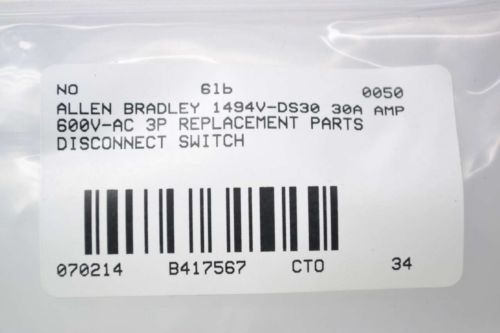 NO 61b 0050
ALLEN BRADLEY 1494V-DS30 30A AMP
600V-AC 3P REPLACEMENT PARTS
DISCONNECT SWITCH
070214 B417567 CTO 34